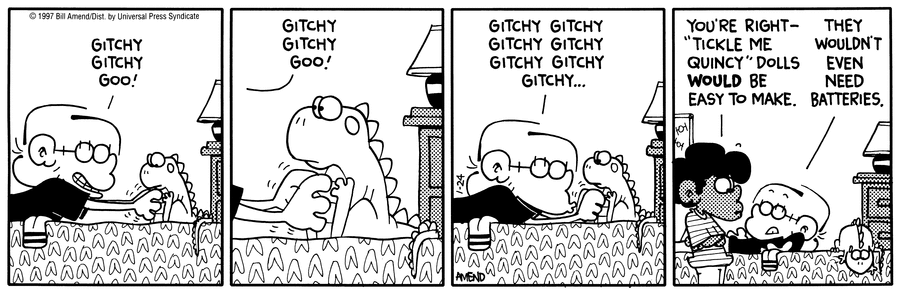 © 1997 Bill Amend/Dist. by Universal Press Syndicate
GITCHY
GITCHY
GOO!
GITCHY
GITCHY
GOO!
GITCHY GITCHY
GITCHY GITCHY
GITCHY GITCHY
GITCHY...
1-24
AMEND
YOU'RE RIGHT—
"TICKLE ME
QUINCY" DOLLS
WOULD BE
EASY TO MAKE.
THEY
WOULDN'T
EVEN
NEED
BATTERIES.